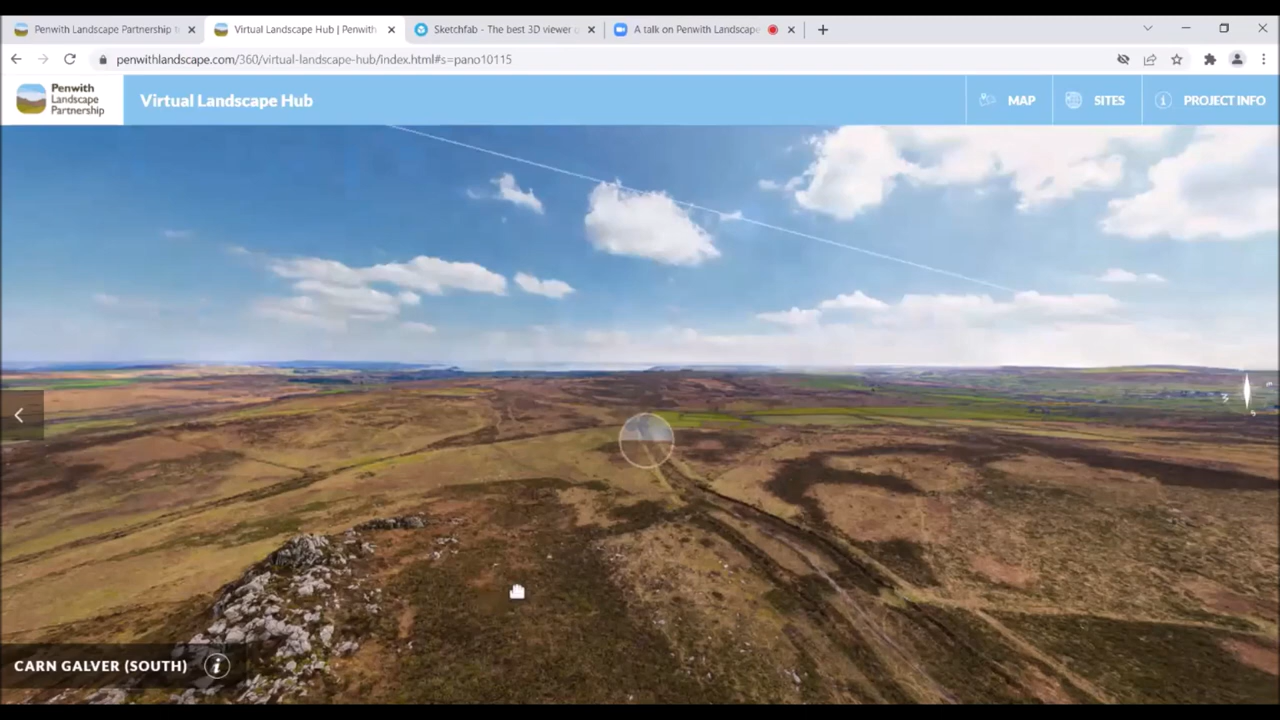 Penwith Landscape Partnership
Virtual Landscape Hub | Penwith
Sketchfab - The best 3D viewer
A talk on Penwith Landscape
penwithlandscape.com/360/virtual-landscape-hub/index.html#s=pano10115
Penwith
Landscape
Partnership
Virtual Landscape Hub
MAP
SITES
PROJECT INFO
CARN GALVER (SOUTH)